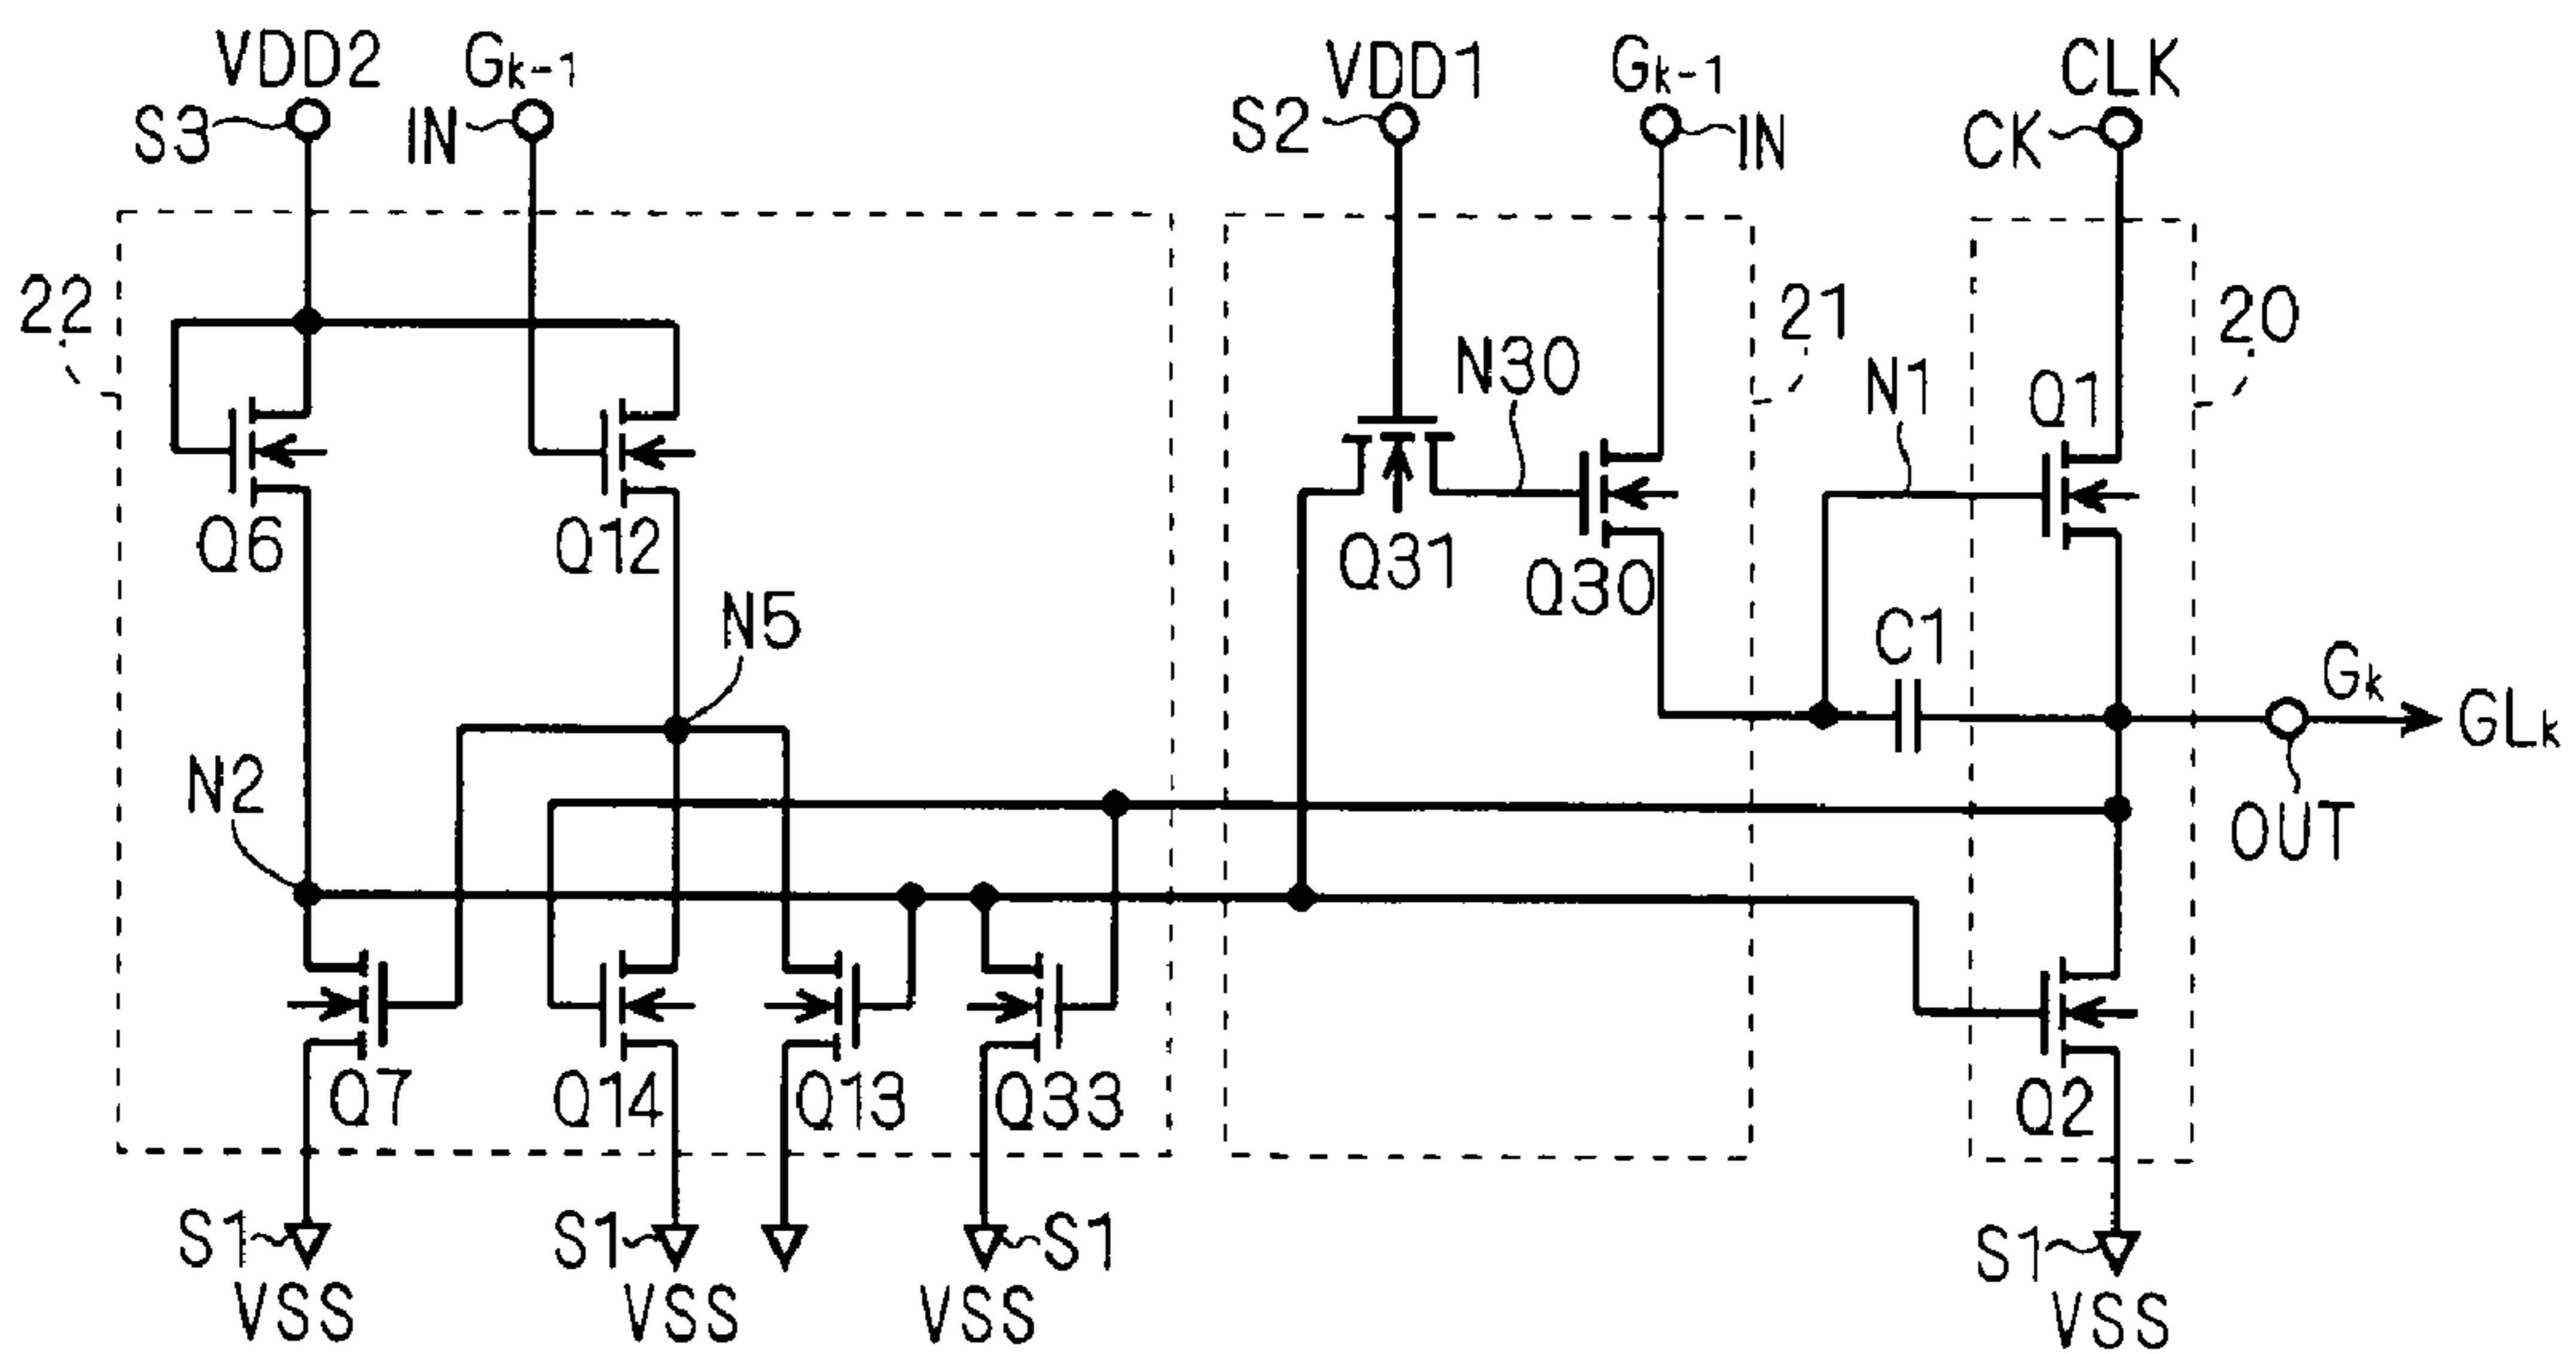 VDD2
Gk-1
VDD1
Gk-1
CLK
S3
IN
S2
IN
CK
22
21
20
N30
N1
Q1
Q6
Q12
Q31
Q30
N5
C1
Gk
GLk
N2
OUT
Q7
Q14
Q13
Q33
Q2
S1
S1
S1
S1
VSS
VSS
VSS
VSS